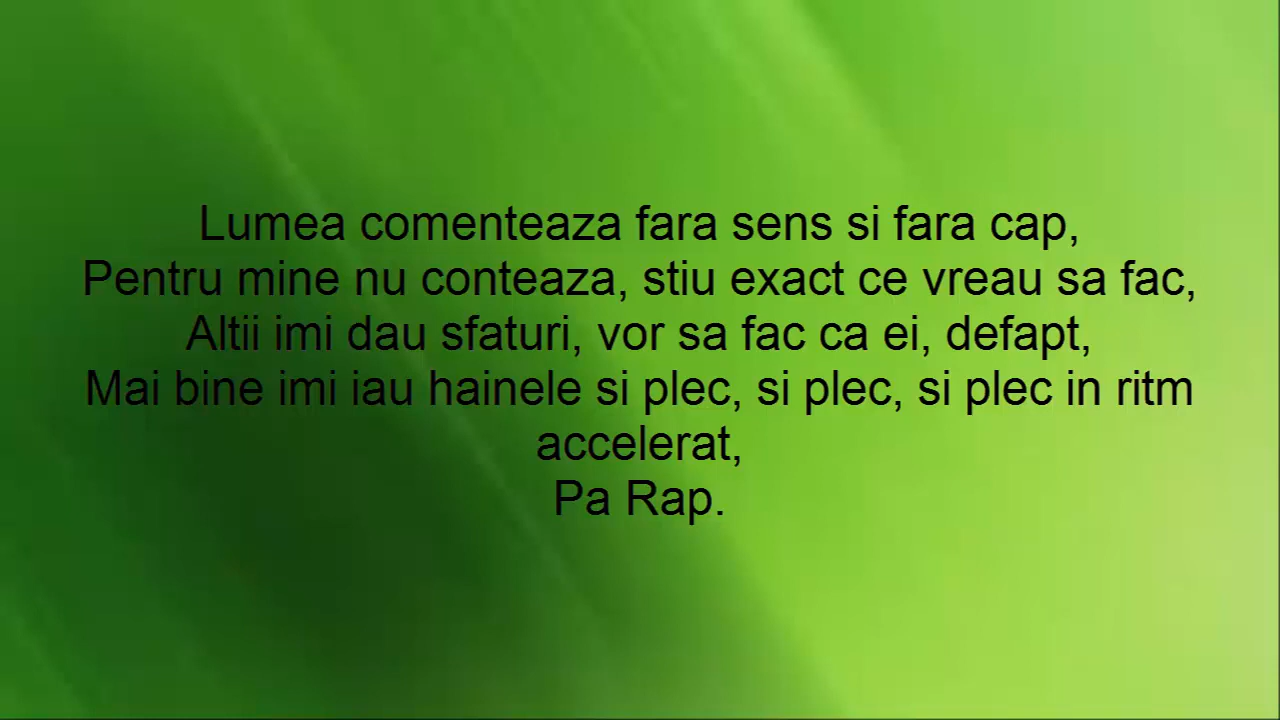 Lumea comenteaza fara sens si fara cap,
Pentru mine nu conteaza, stiu exact ce vreau sa fac,
Altii imi dau sfaturi, vor sa fac ca ei, defapt,
Mai bine imi iau hainele si plec, si plec, si plec in ritm
accelerat,
Pa Rap.